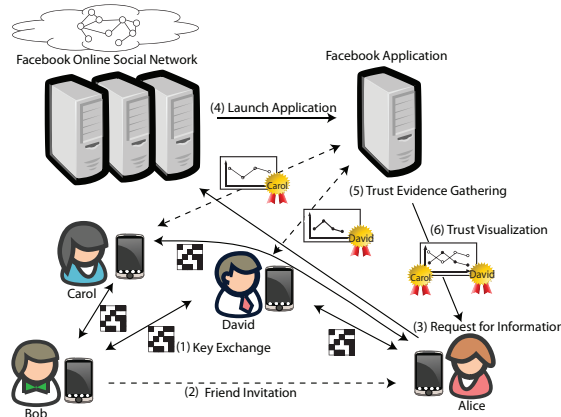 Facebook Online Social Network
Facebook Application
(4) Launch Application
Carol
(5) Trust Evidence Gathering
David
(6) Trust Visualization
Carol
David
Carol
David
(3) Request for Information
(1) Key Exchange
(2) Friend Invitation
Bob
Alice